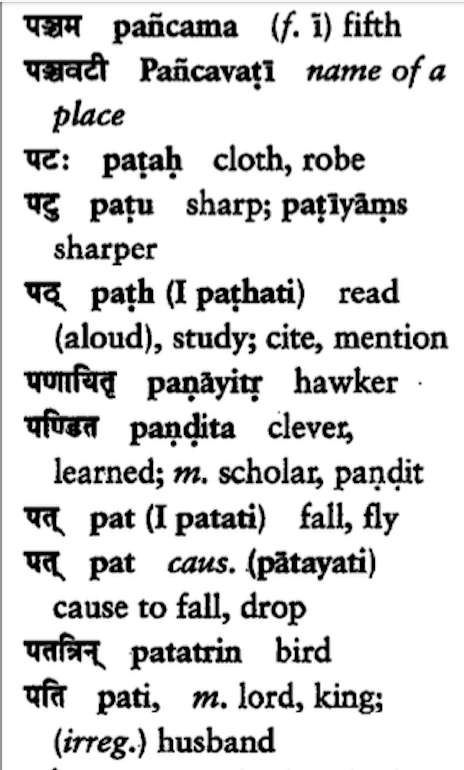 पञ्चम pañcama (f. ī) fifth
पञ्चवटी Pañcavaṭī name of a
place
पटः paṭaḥ cloth, robe
पटु paṭu sharp; paṭīyāṃs
sharper
पठ् paṭh (I paṭhati) read
(aloud), study; cite, mention
पणायितृ paṇāyitṛ hawker
पण्डित paṇḍita clever,
learned; m. scholar, paṇḍit
पत् pat (I patati) fall, fly
पत् pat caus. (pātayati)
cause to fall, drop
पतत्रिन् patatrin bird
पति pati, m. lord, king;
(irreg.) husband